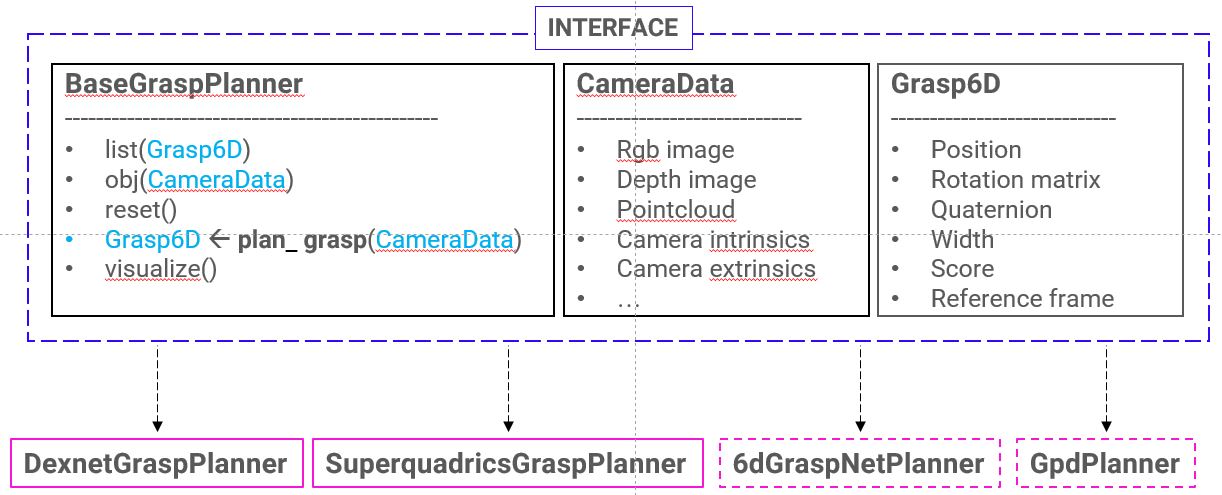 INTERFACE
BaseGraspPlanner
------------------------------------------------
• list(Grasp6D)
• obj(CameraData)
• reset()
• Grasp6D ← plan_ grasp(CameraData)
• visualize()
CameraData
-----------------------------
• Rgb image
• Depth image
• Pointcloud
• Camera intrinsics
• Camera extrinsics
• ...
Grasp6D
-----------------------------
• Position
• Rotation matrix
• Quaternion
• Width
• Score
• Reference frame
DexnetGraspPlanner
SuperquadricsGraspPlanner
6dGraspNetPlanner
GpdPlanner